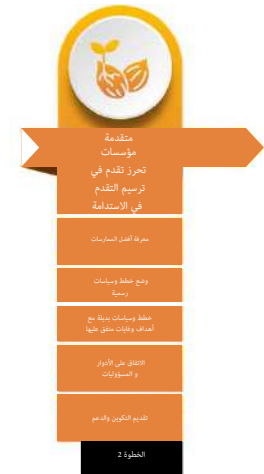 متقدمة
مؤسسات
تحرز تقدم في
ترسيم التقدم
في الاستدامة
معرفة أفضل الممارسات
وضع خطط وسياسات
رسمية
خطط وسياسات بديلة مع
أهداف وغايات متفق عليها
الاتفاق على الأدوار
و المسؤوليات
تقديم التكوين والدعم
الخطوة 2